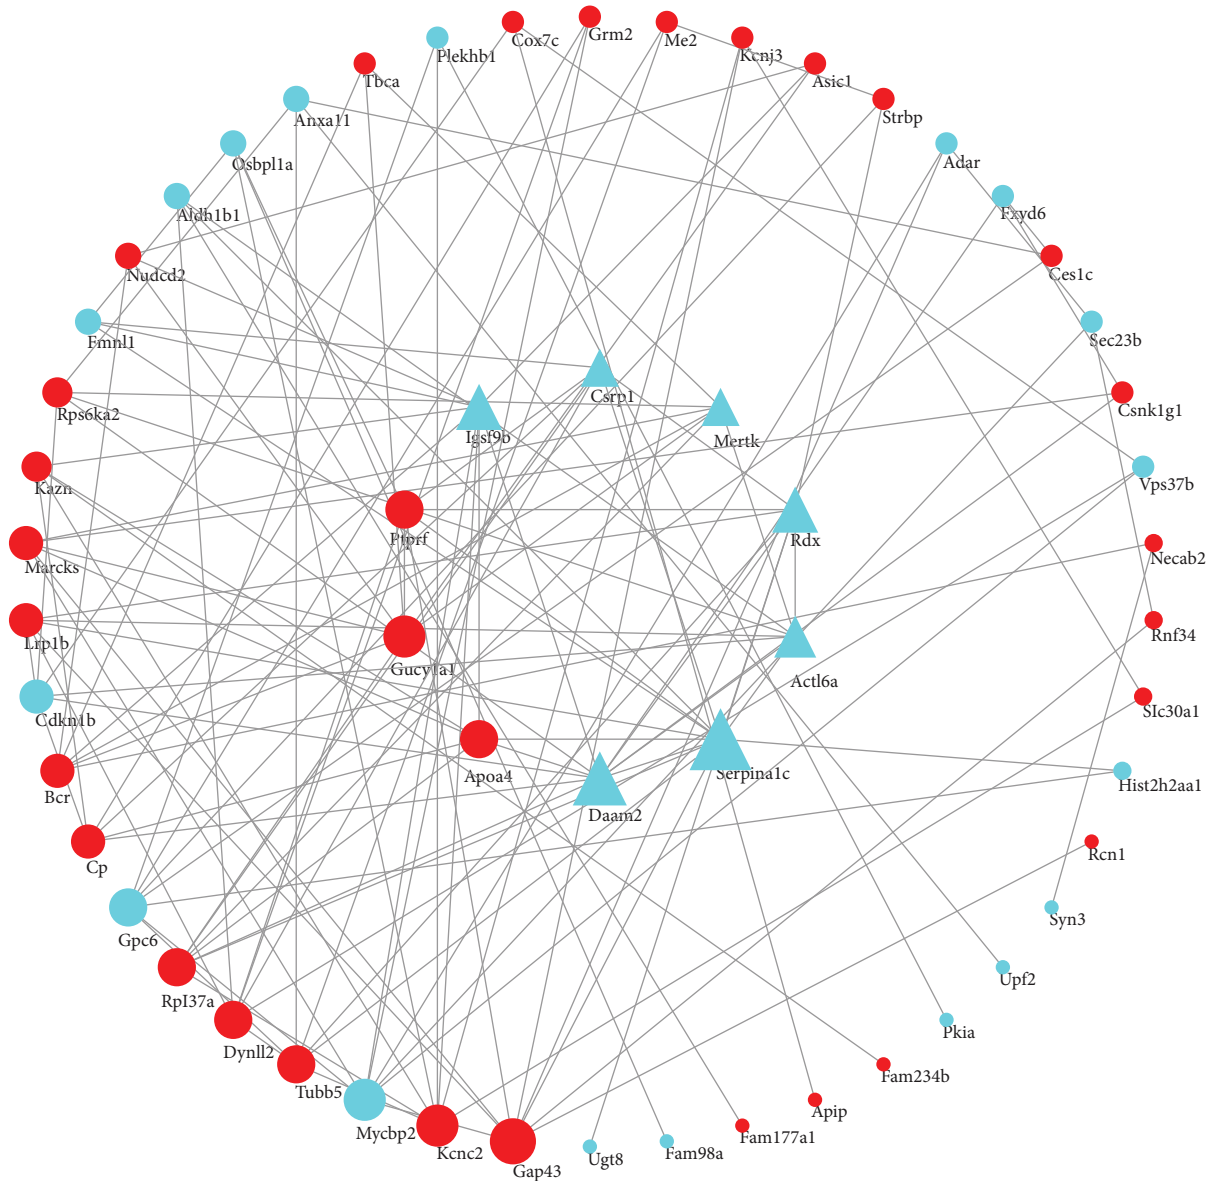 Cox7c
Grm2
Me2
Kcnj3
Plekhb1
Tbca
Asic1
Anxa11
Strbp
Osbpl1a
Adar
Aldh1b1
Fxyd6
Nudcd2
Ces1c
Fmnl1
Sec23b
Csrp1
Rps6ka2
Csnk1g1
Igsf9b
Mertk
Kazn
Vps37b
Ptprf
Rdx
Marcks
Necab2
Lrp1b
Rnf34
Gucy1a1
Actl6a
Cdkn1b
Slc30a1
Apoa4
Serpina1c
Hist2h2aa1
Bcr
Daam2
Rcn1
Cp
Syn3
Gpc6
Upf2
RpI37a
Pkia
Dynll2
Fam234b
Tubb5
Apip
Mycbp2
Fam177a1
Kcnc2
Ugt8
Fam98a
Gap43